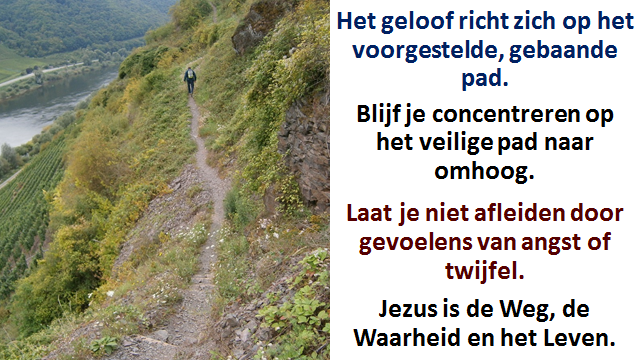 Het geloof richt zich op het
voorgestelde, gebaande
pad.
Blijf je concentreren op
het veilige pad naar
omhoog.
Laat je niet afleiden door
gevoelens van angst of
twijfel.
Jezus is de Weg, de
Waarheid en het Leven.